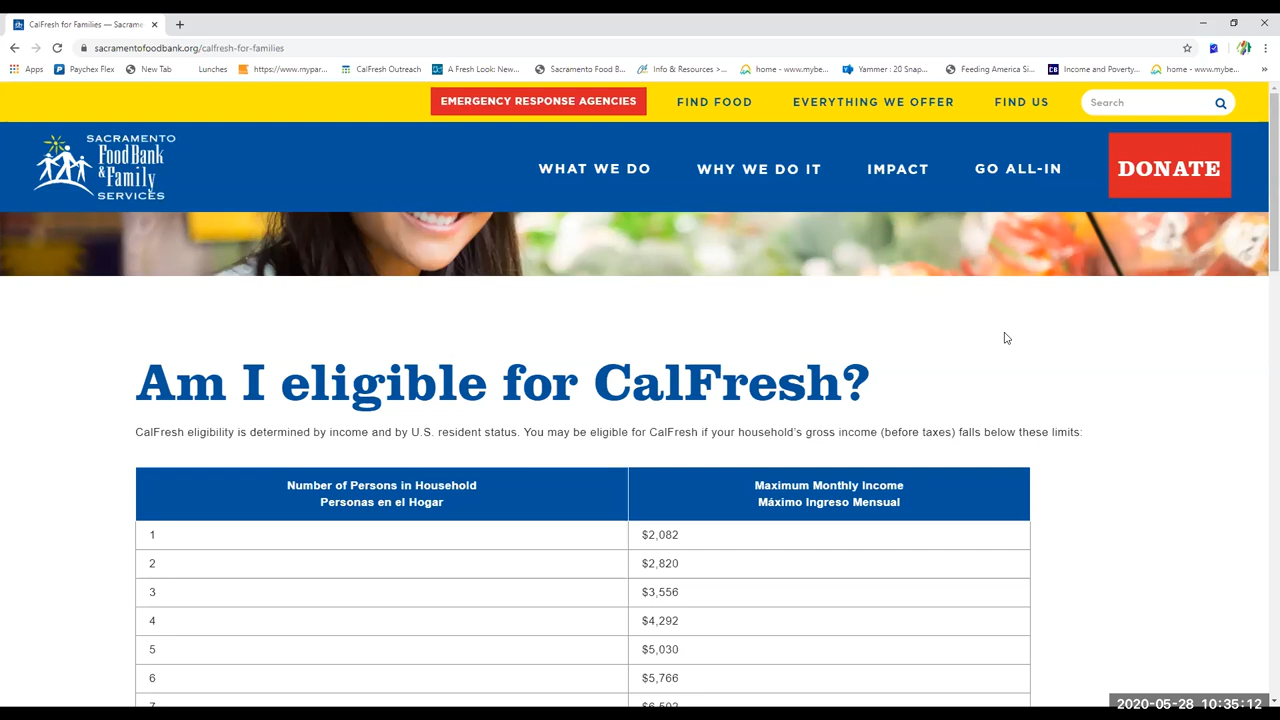 CalFresh for Families — Sacrame
sacramentofoodbank.org/calfresh-for-families
Apps Paychex Flex New Tab Lunches https://www.mypar... CalFresh Outreach A Fresh Look: New... Sacramento Food B... Info & Resources >... home - www.mybe... Yammer : 20 Snap... Feeding America Si... Income and Poverty... home - www.mybe... »
EMERGENCY RESPONSE AGENCIES FIND FOOD EVERYTHING WE OFFER FIND US Search
SACRAMENTO
Food Bank
& Family
SERVICES
WHAT WE DO WHY WE DO IT IMPACT GO ALL-IN DONATE
Am I eligible for CalFresh?
CalFresh eligibility is determined by income and by U.S. resident status. You may be eligible for CalFresh if your household's gross income (before taxes) falls below these limits:
Number of Persons in Household Maximum Monthly Income
Personas en el Hogar Máximo Ingreso Mensual
1 $2,082
2 $2,820
3 $3,556
4 $4,292
5 $5,030
6 $5,766
7 $6,502
2020-05-28 10:35:12